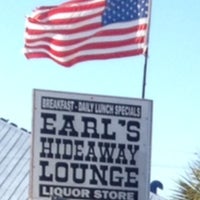 BREAKFAST - DAILY LUNCH SPECIALS
EARL'S
HIDEAWAY
LOUNGE
LIQUOR STORE